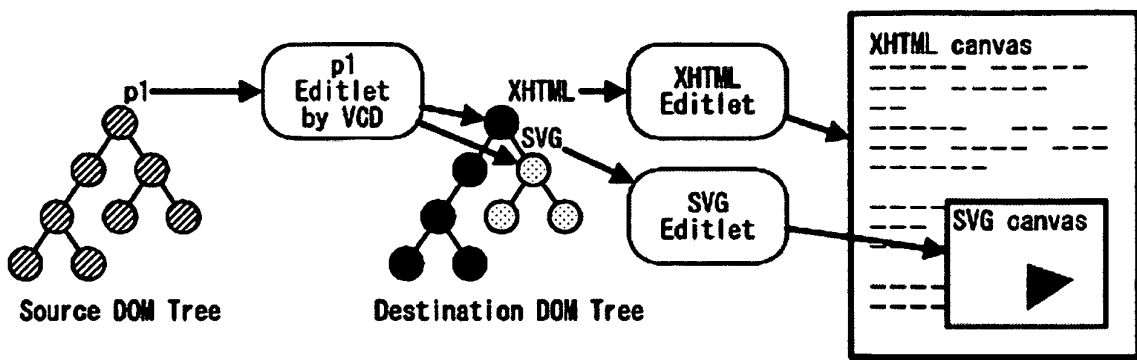 p1
p1
Editlet
by VCD
XHTML
SVG
XHTML
Editlet
SVG
Editlet
XHTML canvas
SVG canvas
Source DOM Tree
Destination DOM Tree